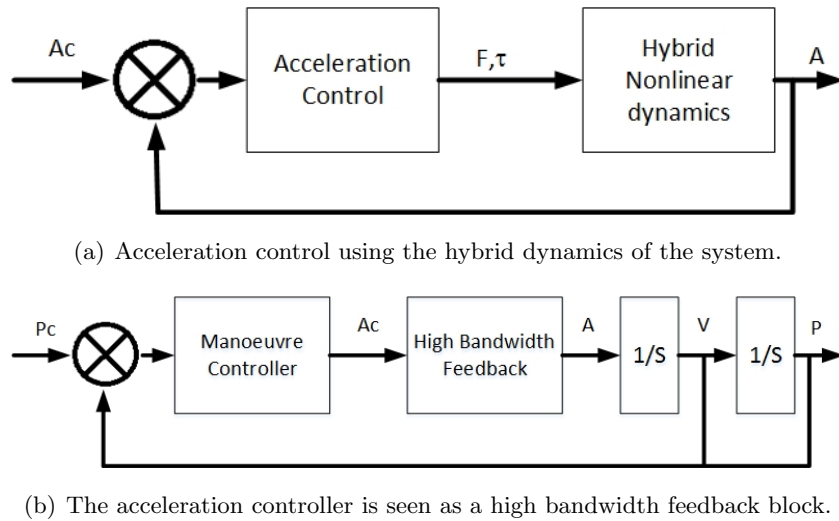 Ac
Acceleration
Control
F,τ
Hybrid
Nonlinear
dynamics
A
(a) Acceleration control using the hybrid dynamics of the system.
Pc
Manoeuvre
Controller
Ac
High Bandwidth
Feedback
A
1/S
V
1/S
P
(b) The acceleration controller is seen as a high bandwidth feedback block.